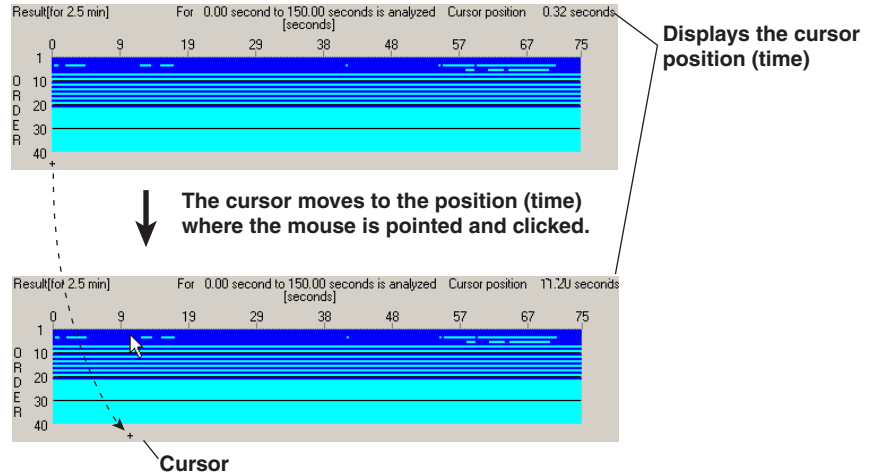 Result[for 2.5 min] For 0.00 second to 150.00 seconds is analyzed Cursor position 0.32 seconds
[seconds]
0 9 19 29 38 48 57 67 75
1
10
20
30
40
ORDER
+
Displays the cursor
position (time)
The cursor moves to the position (time)
where the mouse is pointed and clicked.
Result[for 2.5 min] For 0.00 second to 150.00 seconds is analyzed Cursor position 11.20 seconds
[seconds]
0 9 19 29 38 48 57 67 75
1
10
20
30
40
ORDER
+
Cursor